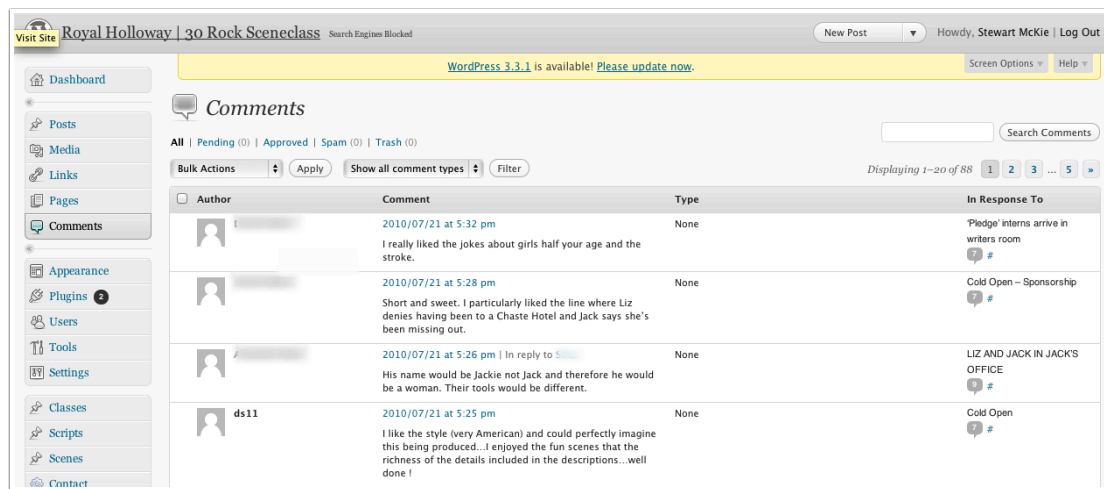 Visit Site
Royal Holloway | 30 Rock Sceneclass Search Engines Blocked
New Post
Howdy, Stewart McKie | Log Out
WordPress 3.3.1 is available! Please update now.
Screen Options
Help
Dashboard
Posts
Media
Links
Pages
Comments
Appearance
Plugins 2
Users
Tools
Settings
Classes
Scripts
Scenes
Contact
Comments
All | Pending (0) | Approved | Spam (0) | Trash (0)
Search Comments
Bulk Actions Apply Show all comment types Filter
Displaying 1–20 of 88 1 2 3 ... 5 »
Author Comment Type In Response To
2010/07/21 at 5:32 pm
I really liked the jokes about girls half your age and the
stroke.
None
'Pledge' interns arrive in
writers room
7 #
2010/07/21 at 5:28 pm
Short and sweet. I particularly liked the line where Liz
denies having been to a Chaste Hotel and Jack says she's
been missing out.
None
Cold Open – Sponsorship
7 #
2010/07/21 at 5:26 pm | In reply to
His name would be Jackie not Jack and therefore he would
be a woman. Their tools would be different.
None
LIZ AND JACK IN JACK'S
OFFICE
9 #
ds11
2010/07/21 at 5:25 pm
I like the style (very American) and could perfectly imagine
this being produced...I enjoyed the fun scenes that the
richness of the details included in the descriptions...well
done !
None
Cold Open
7 #